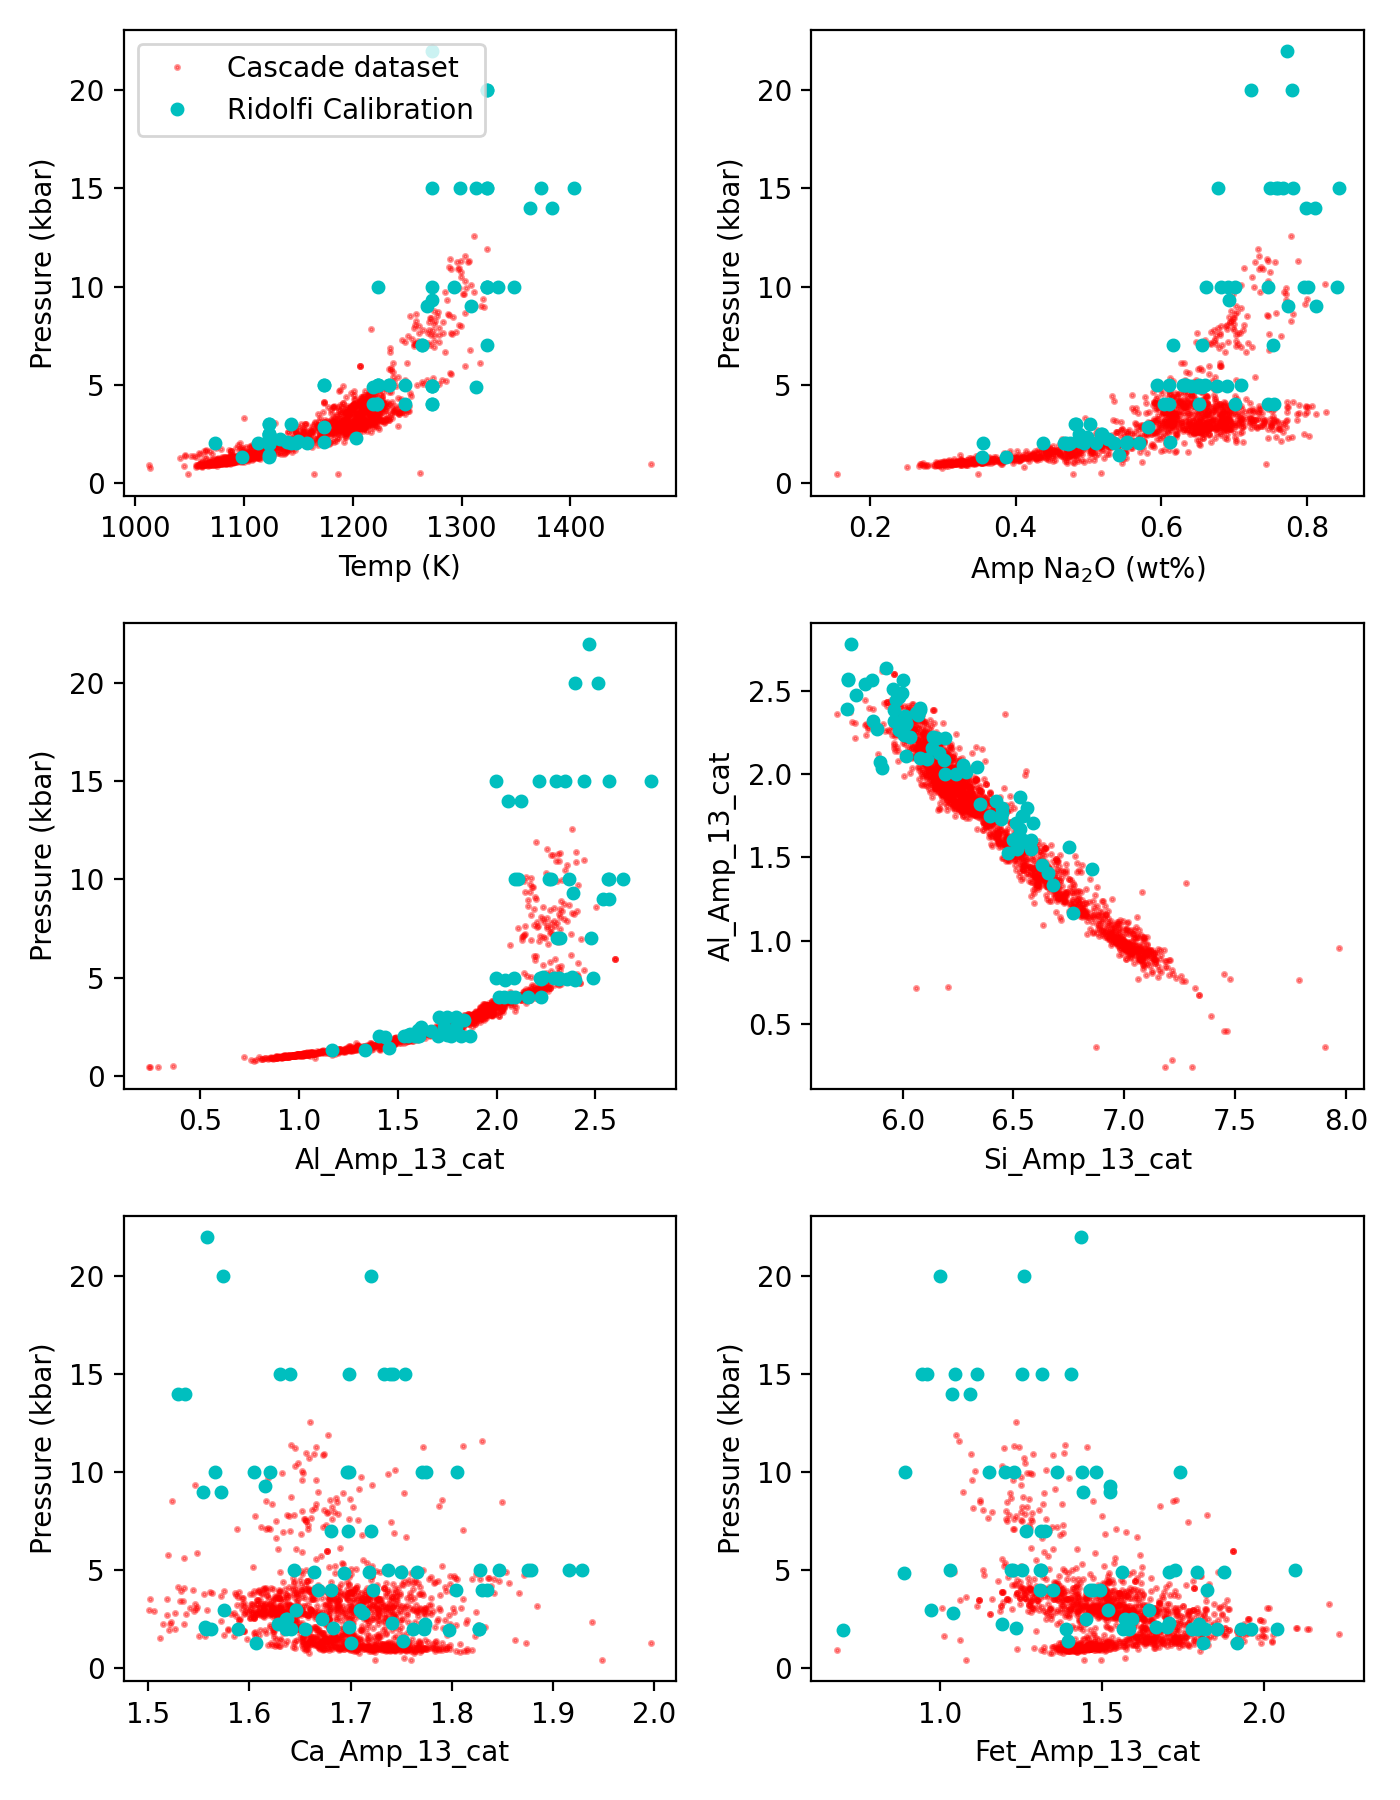 Cascade dataset
Ridolfi Calibration
20
15
10
5
0
Pressure (kbar)
1000 1100 1200 1300 1400
Temp (K)
20
15
10
5
0
Pressure (kbar)
0.2 0.4 0.6 0.8
Amp Na₂O (wt%)
20
15
10
5
0
Pressure (kbar)
0.5 1.0 1.5 2.0 2.5
Al_Amp_13_cat
2.5
2.0
1.5
1.0
0.5
Al_Amp_13_cat
6.0 6.5 7.0 7.5 8.0
Si_Amp_13_cat
20
15
10
5
0
Pressure (kbar)
1.5 1.6 1.7 1.8 1.9 2.0
Ca_Amp_13_cat
20
15
10
5
0
Pressure (kbar)
1.0 1.5 2.0
Fet_Amp_13_cat